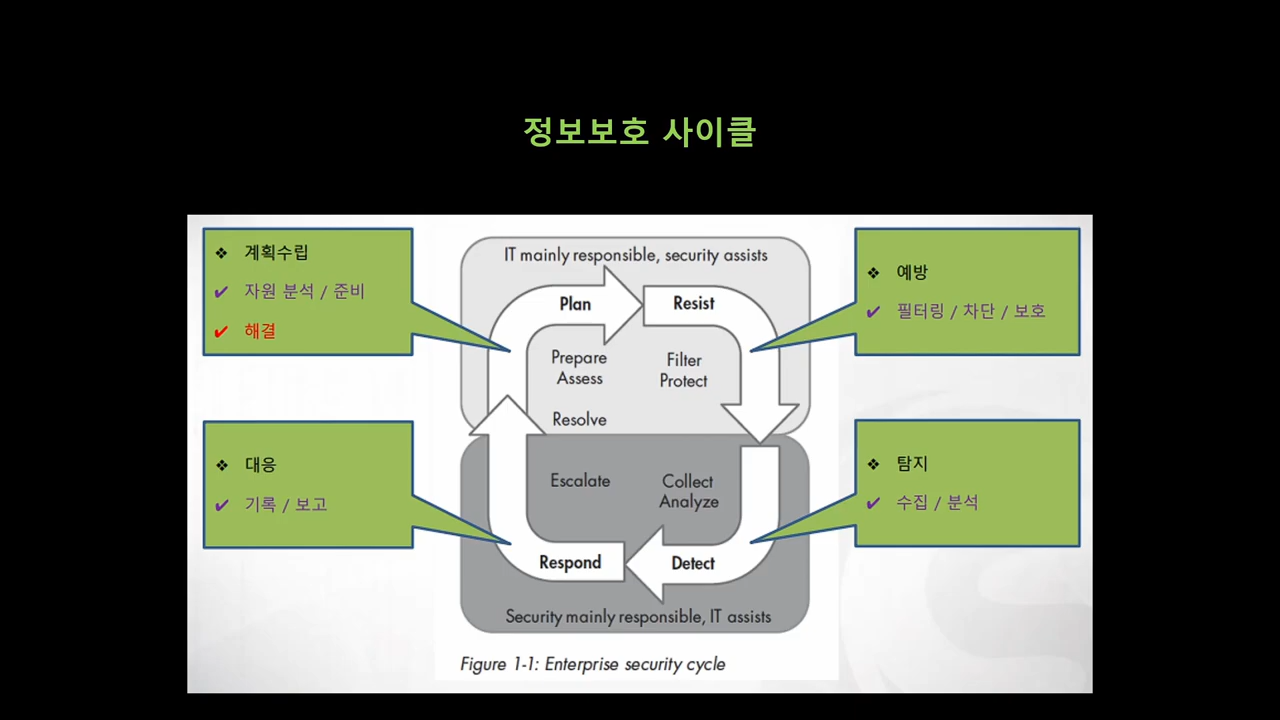 정보보호 사이클
❖ 계획수립
✔ 자원 분석 / 준비
✔ 해결
IT mainly responsible, security assists
Plan
Resist
Prepare
Assess
Filter
Protect
Resolve
❖ 예방
✔ 필터링 / 차단 / 보호
❖ 대응
✔ 기록 / 보고
Escalate
Collect
Analyze
Respond
Detect
Security mainly responsible, IT assists
❖ 탐지
✔ 수집 / 분석
Figure 1-1: Enterprise security cycle